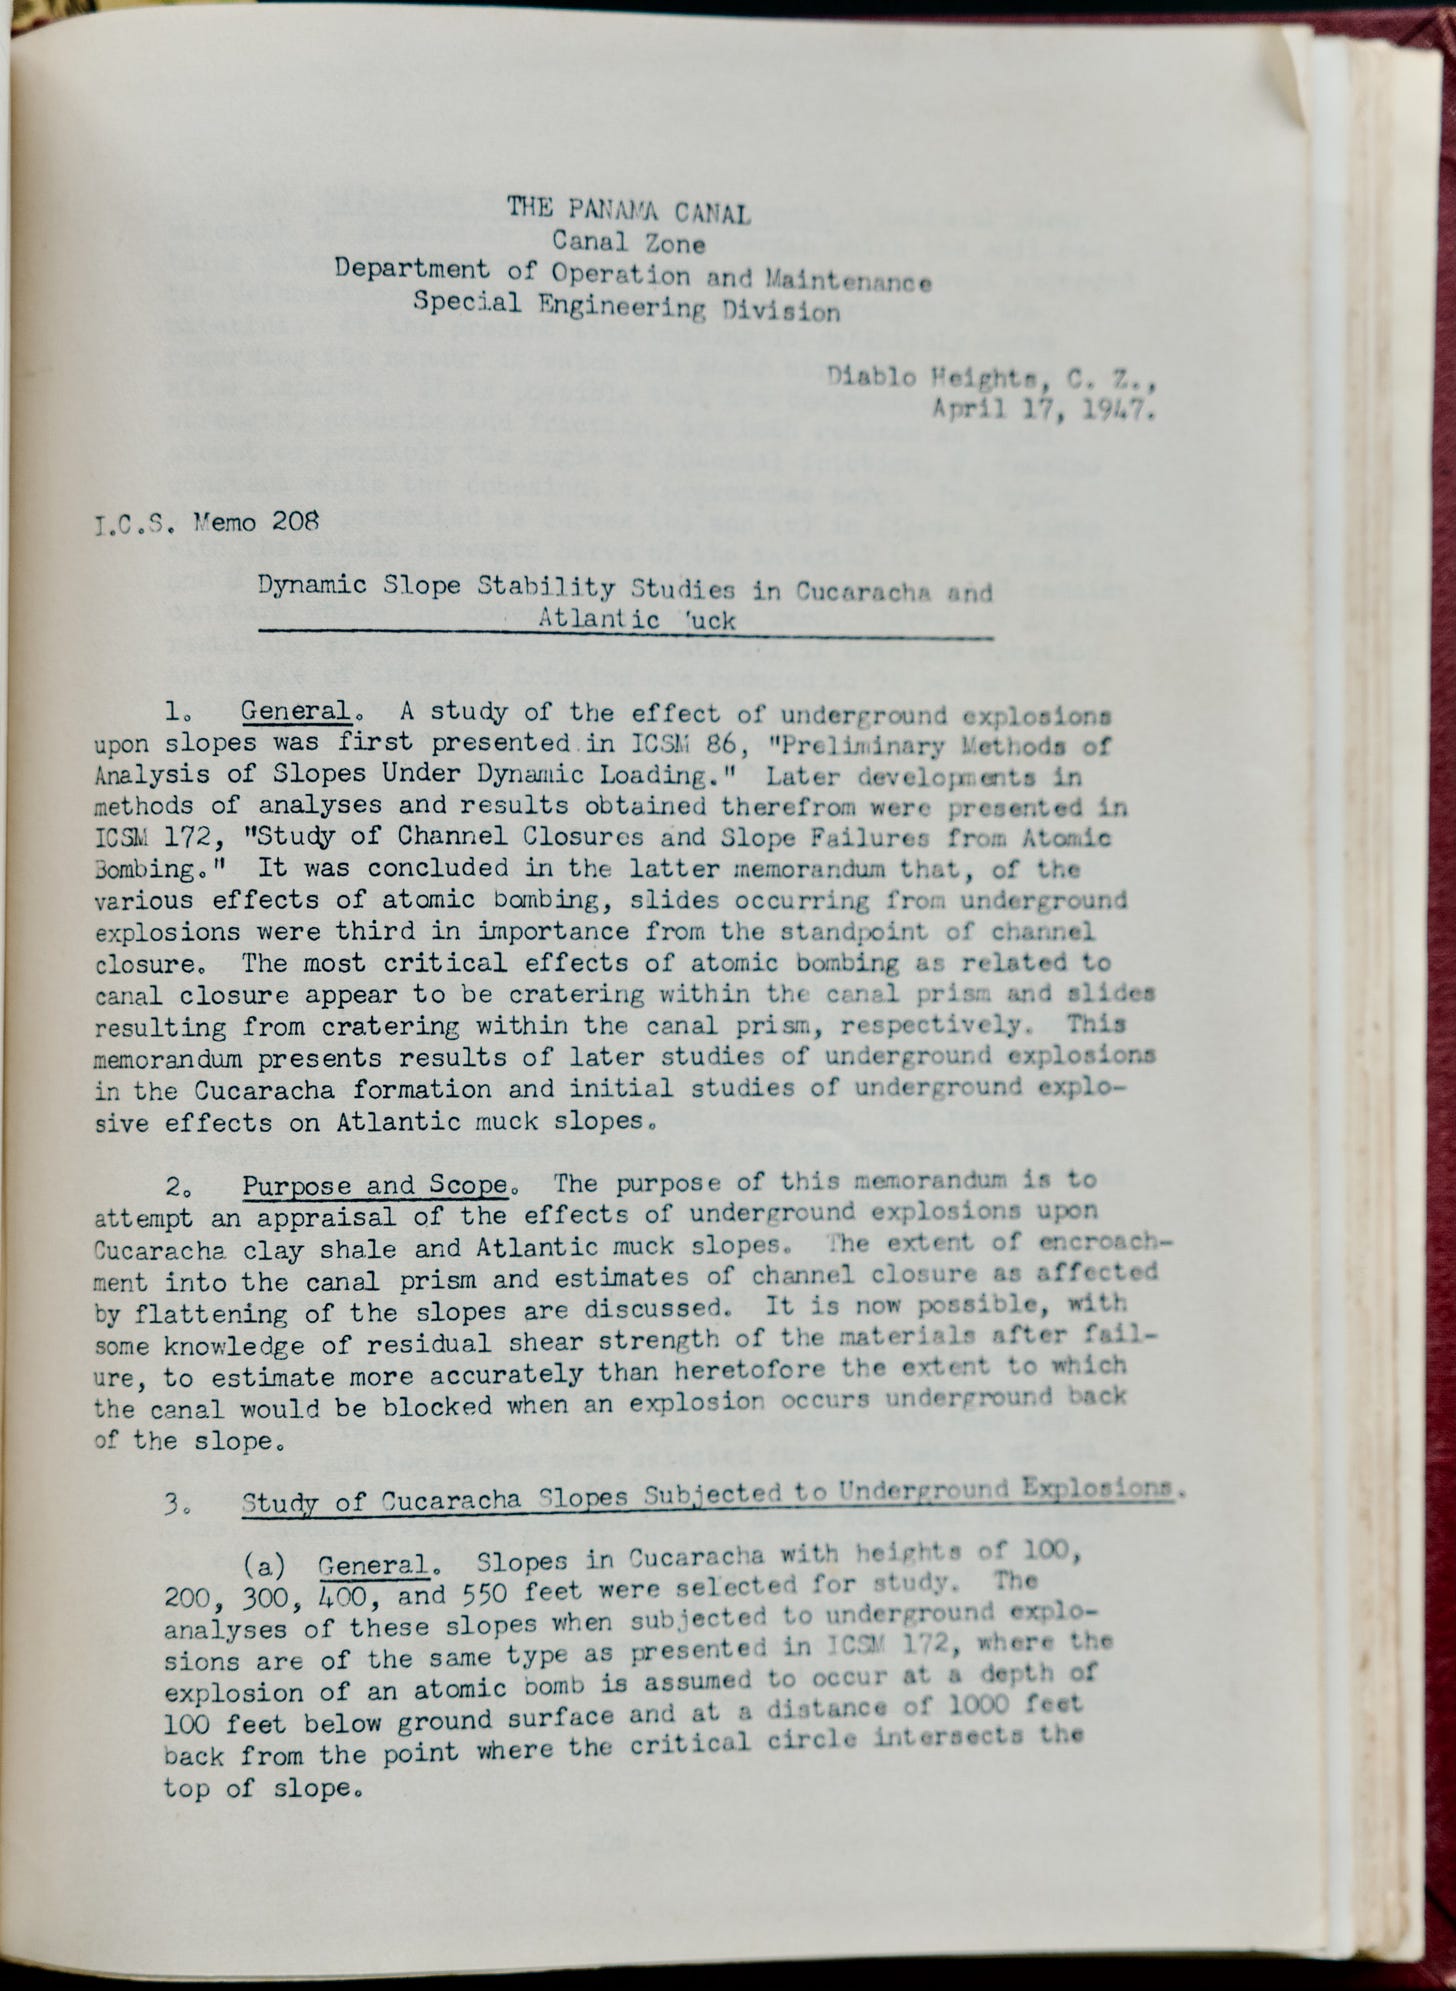 THE PANAMA CANAL
Canal Zone
Department of Operation and Maintenance
Special Engineering Division
Diablo Heights, C. Z.,
April 17, 1947.
I.C.S. Memo 208
Dynamic Slope Stability Studies in Cucaracha and
Atlantic 'uck
1. General. A study of the effect of underground explosions
upon slopes was first presented in ICSM 86, "Preliminary Methods of
Analysis of Slopes Under Dynamic Loading." Later developments in
methods of analyses and results obtained therefrom were presented in
ICSM 172, "Study of Channel Closures and Slope Failures from Atomic
Bombing." It was concluded in the latter memorandum that, of the
various effects of atomic bombing, slides occurring from underground
explosions were third in importance from the standpoint of channel
closure. The most critical effects of atomic bombing as related to
canal closure appear to be cratering within the canal prism and slides
resulting from cratering within the canal prism, respectively. This
memorandum presents results of later studies of underground explosions
in the Cucaracha formation and initial studies of underground explo-
sive effects on Atlantic muck slopes.
2. Purpose and Scope. The purpose of this memorandum is to
attempt an appraisal of the effects of underground explosions upon
Cucaracha clay shale and Atlantic muck slopes. The extent of encroach-
ment into the canal prism and estimates of channel closure as affected
by flattening of the slopes are discussed. It is now possible, with
some knowledge of residual shear strength of the materials after fail-
ure, to estimate more accurately than heretofore the extent to which
the canal would be blocked when an explosion occurs underground back
of the slope.
3. Study of Cucaracha Slopes Subjected to Underground Explosions.
(a) General. Slopes in Cucaracha with heights of 100,
200, 300, 400, and 550 feet were selected for study. The
analyses of these slopes when subjected to underground explo-
sions are of the same type as presented in ICSM 172, where the
explosion of an atomic bomb is assumed to occur at a depth of
100 feet below ground surface and at a distance of 1000 feet
back from the point where the critical circle intersects the
top of slope.